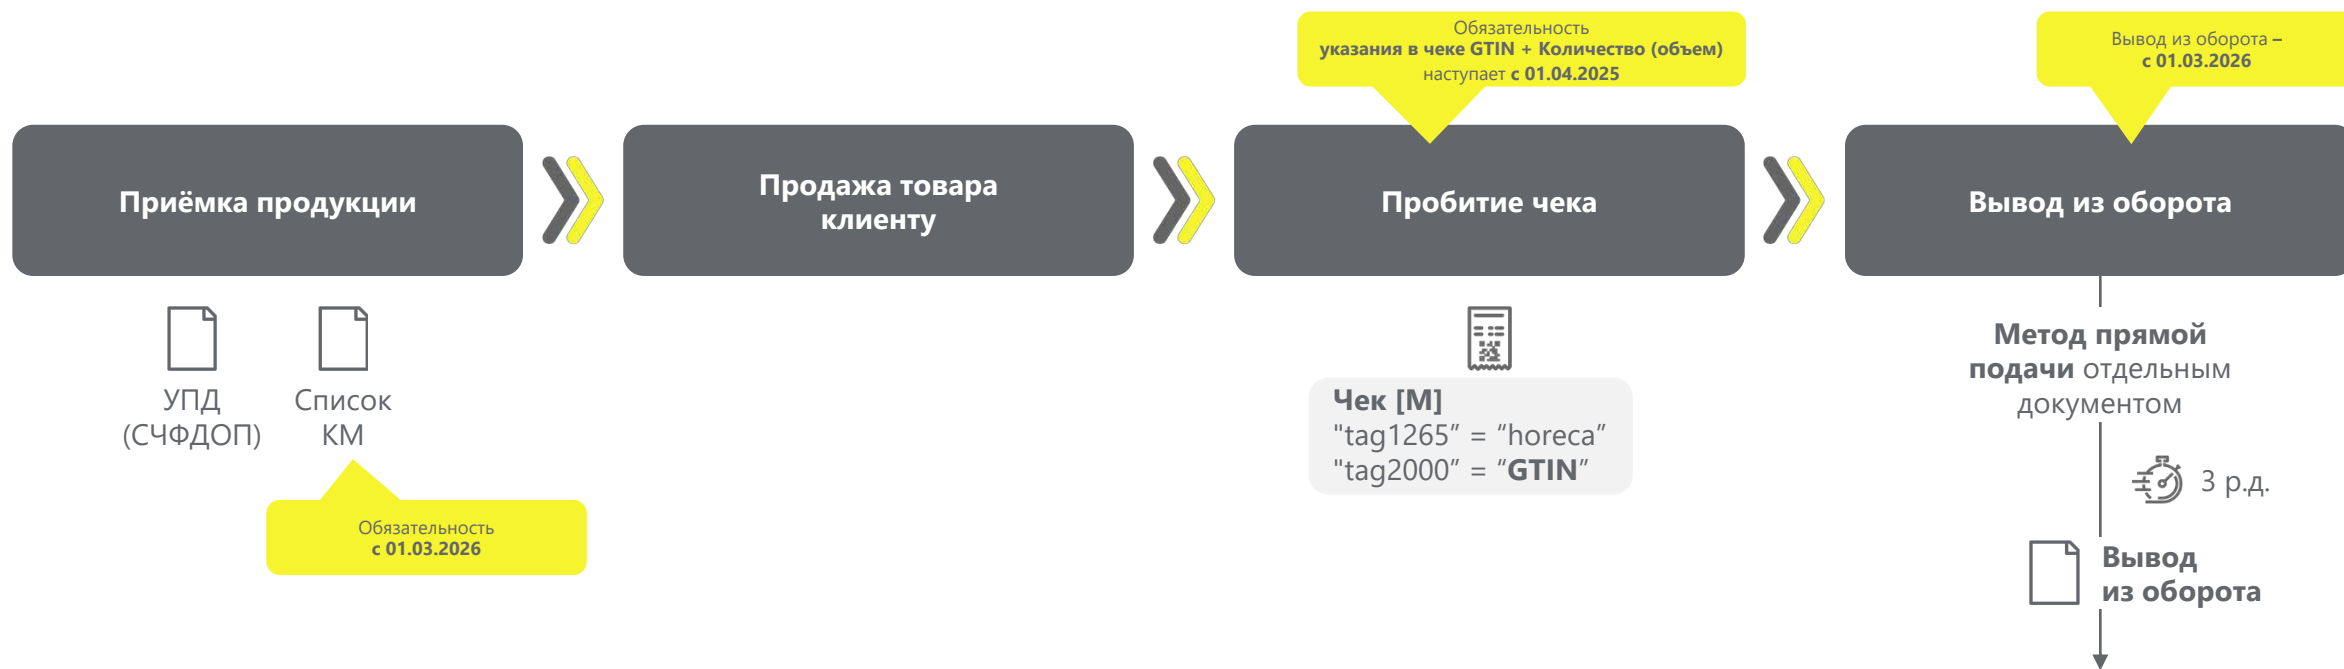 Обязательность
указания в чеке GTIN + Количество (объем)
наступает с 01.04.2025
Вывод из оборота –
с 01.03.2026
Приёмка продукции
Продажа товара
клиенту
Пробитие чека
Вывод из оборота
УПД
(СЧФДОП)
Список
КМ
Обязательность
с 01.03.2026
Чек [М]
"tag1265” = “horeca”
"tag2000” = “GTIN”
Метод прямой
подачи отдельным
документом
3 р.д.
Вывод
из оборота